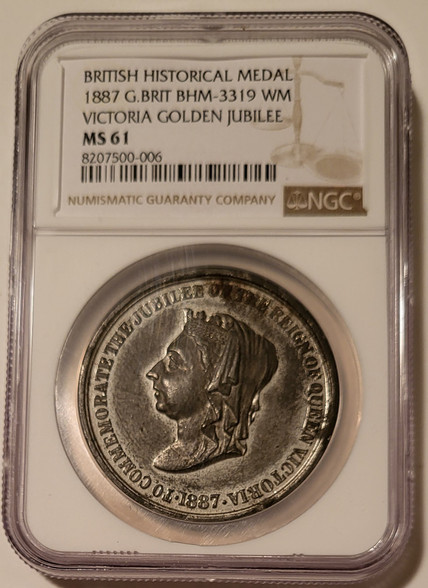 BRITISH HISTORICAL MEDAL
1887 G.BRIT BHM-3319 WM
VICTORIA GOLDEN JUBILEE
MS 61
8207500-006
NUMISMATIC GUARANTY COMPANY
NGC®
TO COMMEMORATE THE JUBILEE OF THE REIGN OF QUEEN VICTORIA
·1887·